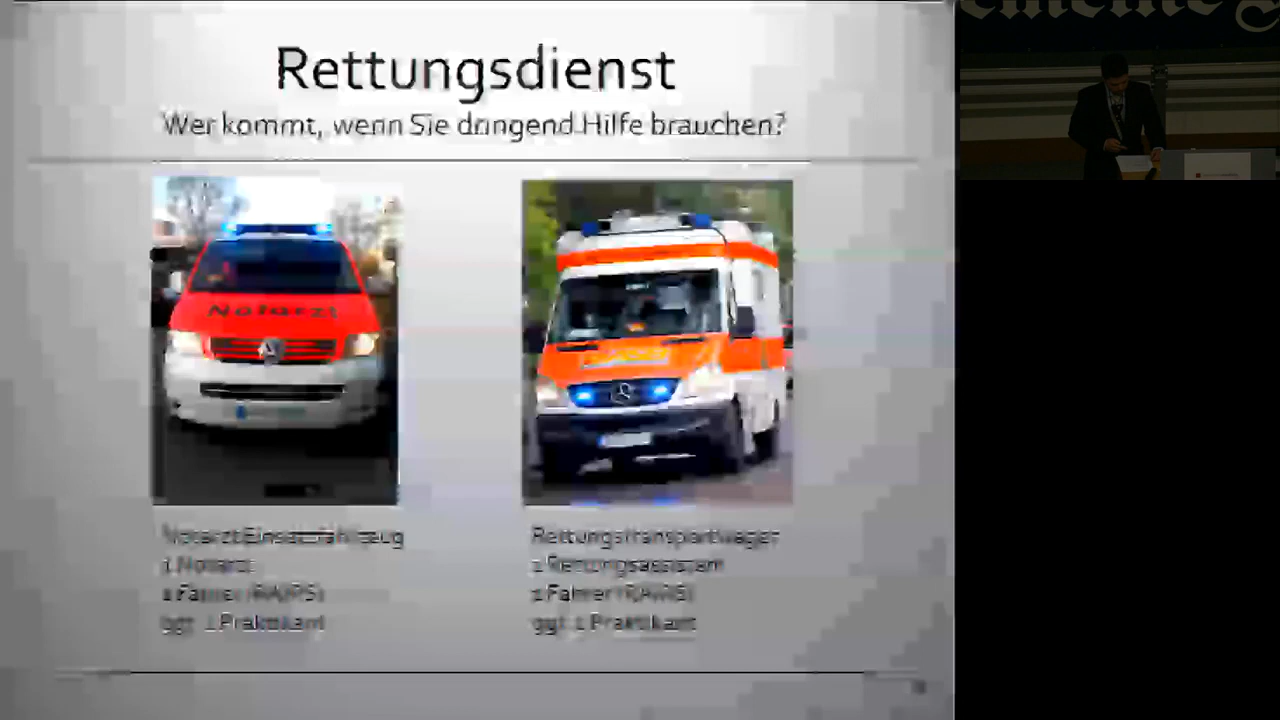 Rettungsdienst
Wer kommt, wenn Sie dringend Hilfe brauchen?
Notarzt
Notarzt Einsatzfahrzeug
1 Notarzt
1 Fahrer (RA/RS)
ggf. 1 Praktikant
Rettungstransportwagen
1 Rettungsassistent
1 Fahrer (RA/RS)
ggf. 1 Praktikant